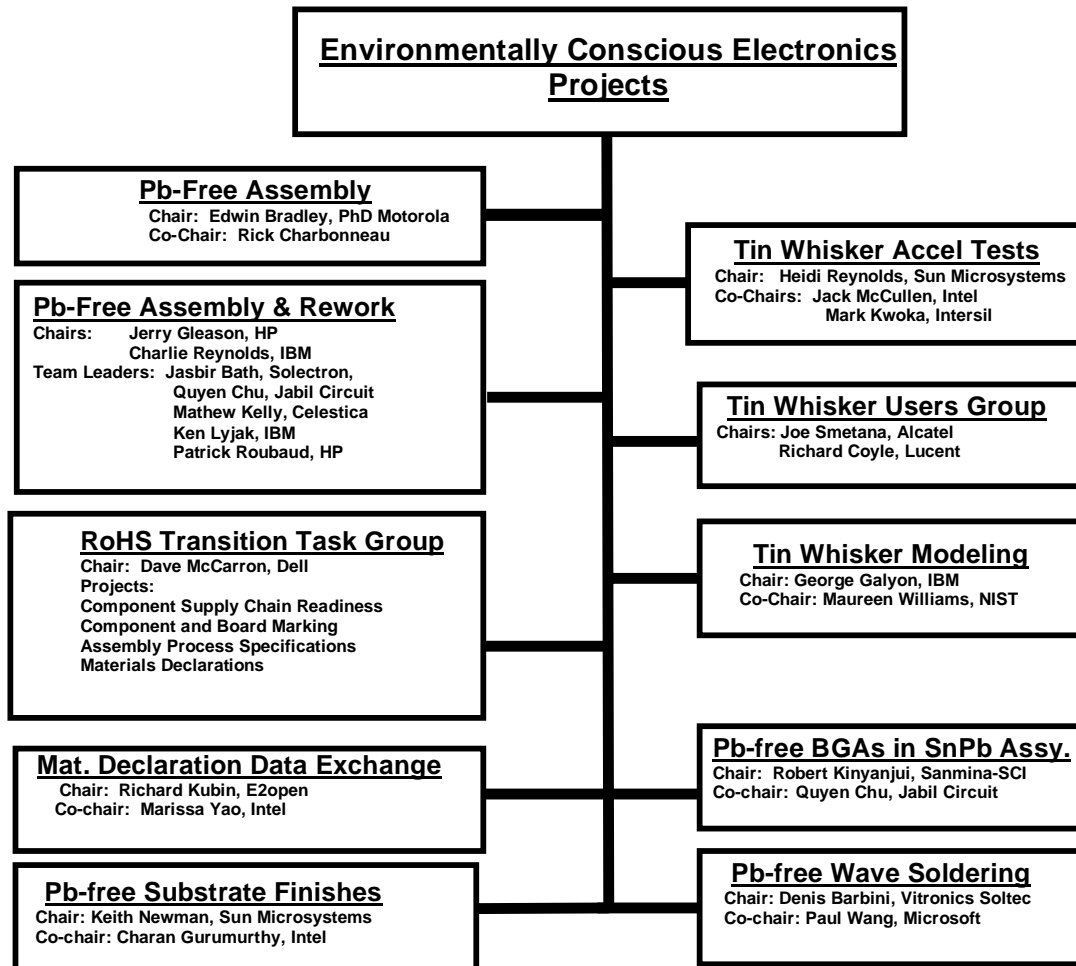 Environmentally Conscious Electronics
Projects
Pb-Free Assembly
Chair: Edwin Bradley, PhD Motorola
Co-Chair: Rick Charbonneau
Pb-Free Assembly & Rework
Chairs: Jerry Gleason, HP
Charlie Reynolds, IBM
Team Leaders: Jasbir Bath, Solectron,
Quyen Chu, Jabil Circuit
Mathew Kelly, Celestica
Ken Lyjak, IBM
Patrick Roubaud, HP
RoHS Transition Task Group
Chair: Dave McCarron, Dell
Projects:
Component Supply Chain Readiness
Component and Board Marking
Assembly Process Specifications
Materials Declarations
Mat. Declaration Data Exchange
Chair: Richard Kubin, E2open
Co-chair: Marissa Yao, Intel
Pb-free Substrate Finishes
Chair: Keith Newman, Sun Microsystems
Co-chair: Charan Gurumurthy, Intel
Tin Whisker Accel Tests
Chair: Heidi Reynolds, Sun Microsystems
Co-Chairs: Jack McCullen, Intel
Mark Kwoka, Intersil
Tin Whisker Users Group
Chairs: Joe Smetana, Alcatel
Richard Coyle, Lucent
Tin Whisker Modeling
Chair: George Galyon, IBM
Co-Chair: Maureen Williams, NIST
Pb-free BGAs in SnPb Assy.
Chair: Robert Kinyanjui, Sanmina-SCI
Co-chair: Quyen Chu, Jabil Circuit
Pb-free Wave Soldering
Chair: Denis Barbini, Vitronics Soltec
Co-chair: Paul Wang, Microsoft